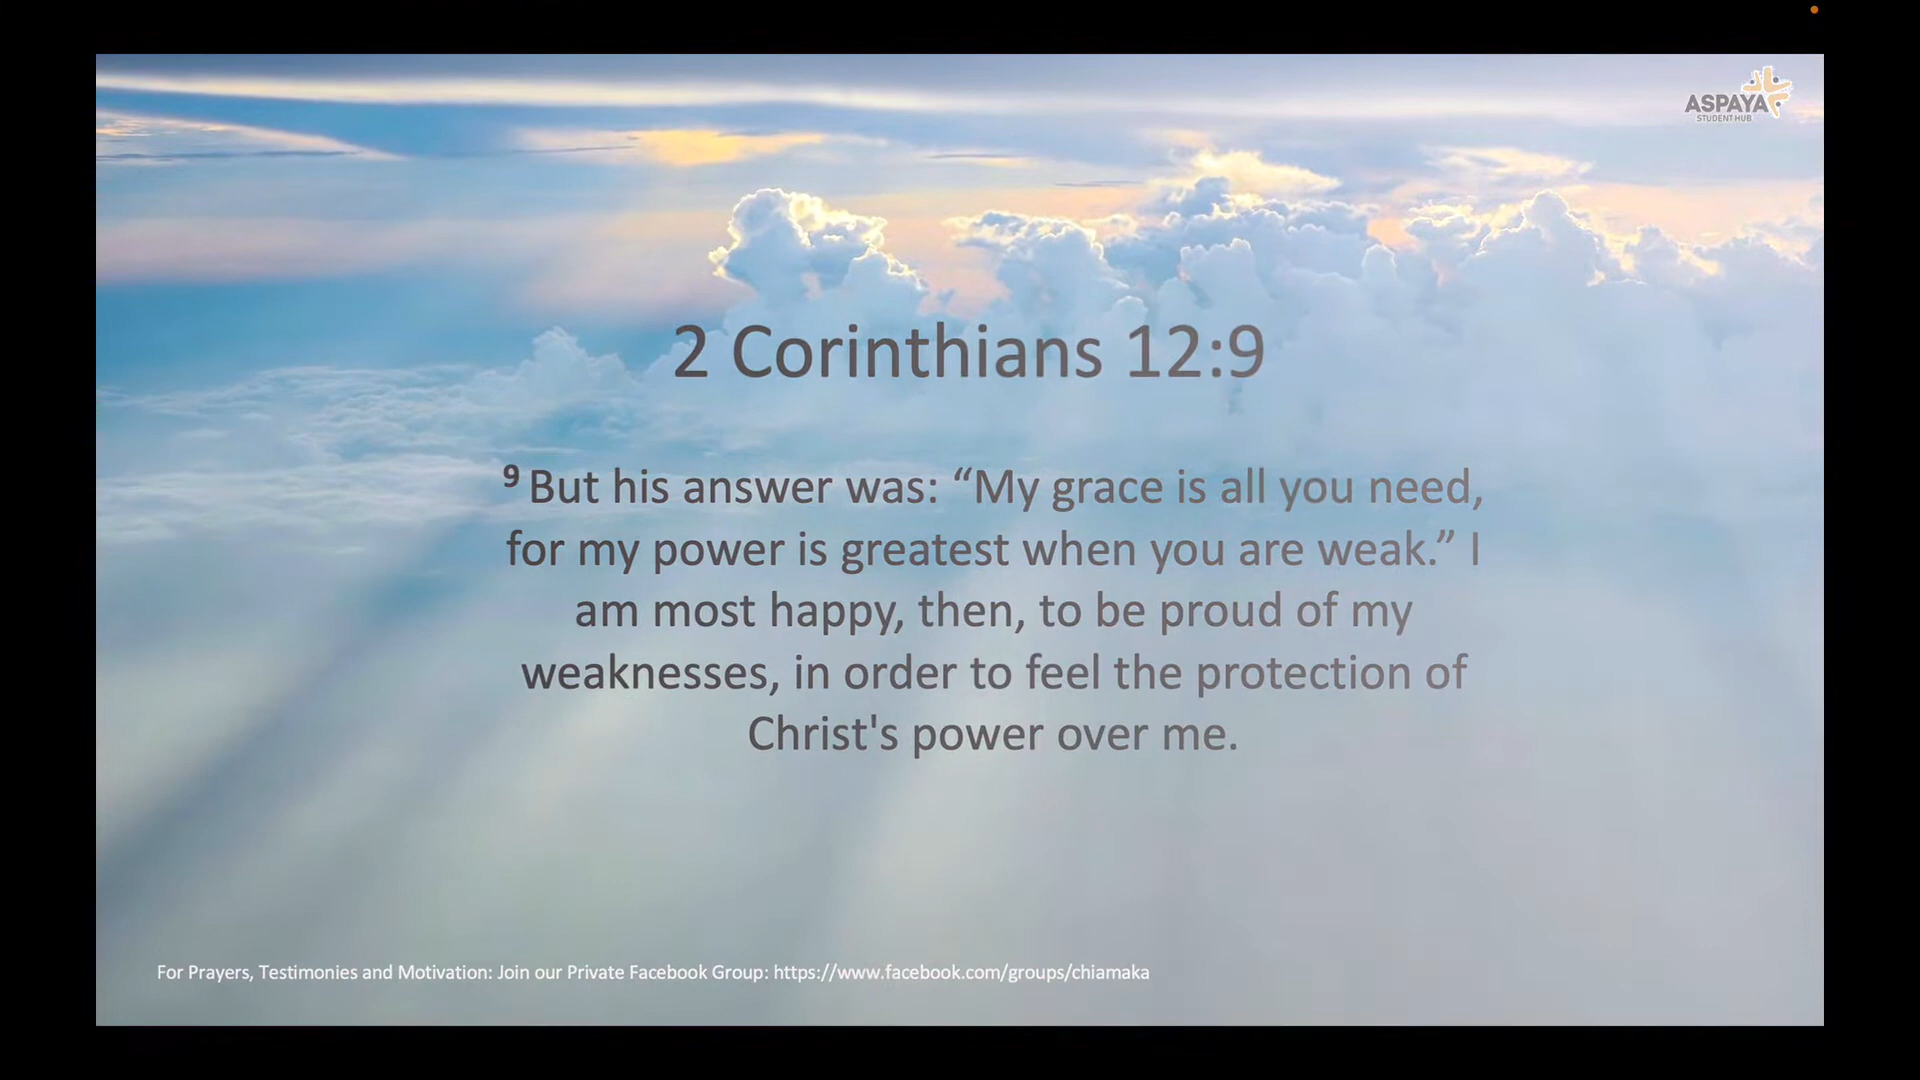 ASPAYA
STUDENT HUB
2 Corinthians 12:9
9 But his answer was: “My grace is all you need,
for my power is greatest when you are weak.” I
am most happy, then, to be proud of my
weaknesses, in order to feel the protection of
Christ's power over me.
For Prayers, Testimonies and Motivation: Join our Private Facebook Group: https://www.facebook.com/groups/chiamaka